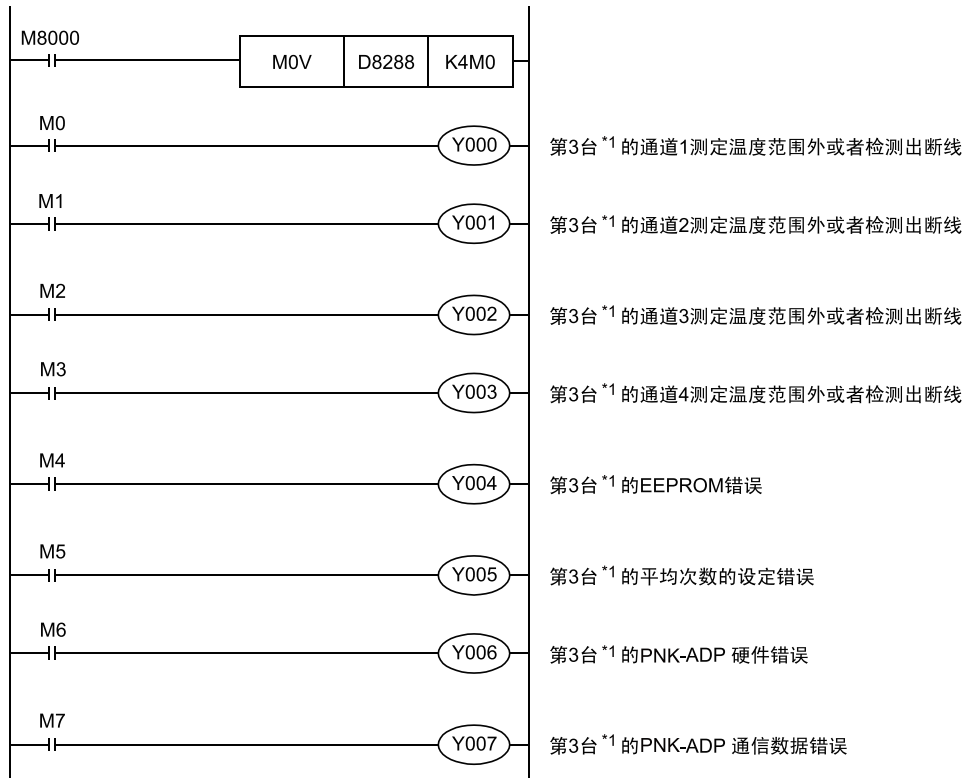 M8000
M0V D8288 K4M0
M0
Y000 第3台*1的通道1测定温度范围外或者检测出断线
M1
Y001 第3台*1的通道2测定温度范围外或者检测出断线
M2
Y002 第3台*1的通道3测定温度范围外或者检测出断线
M3
Y003 第3台*1的通道4测定温度范围外或者检测出断线
M4
Y004 第3台*1的EEPROM错误
M5
Y005 第3台*1的平均次数的设定错误
M6
Y006 第3台*1的PNK-ADP 硬件错误
M7
Y007 第3台*1的PNK-ADP 通信数据错误